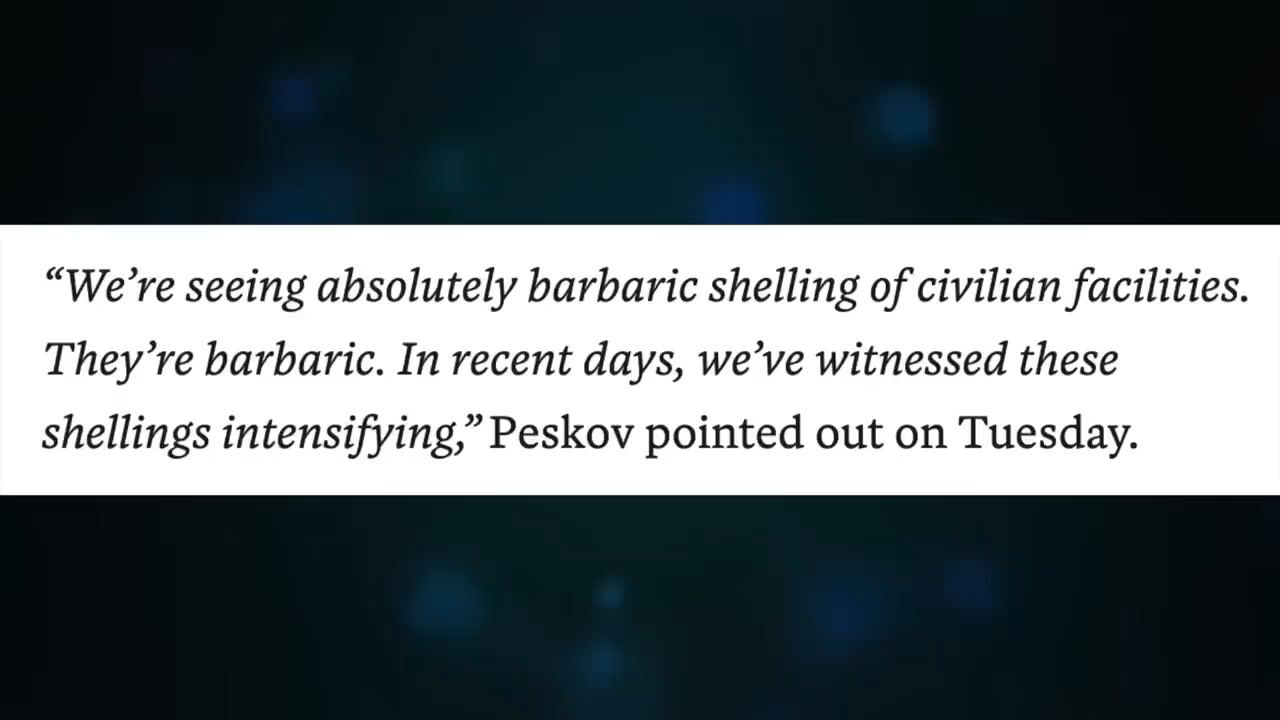 “We’re seeing absolutely barbaric shelling of civilian facilities.
They’re barbaric. In recent days, we’ve witnessed these
shellings intensifying,” Peskov pointed out on Tuesday.